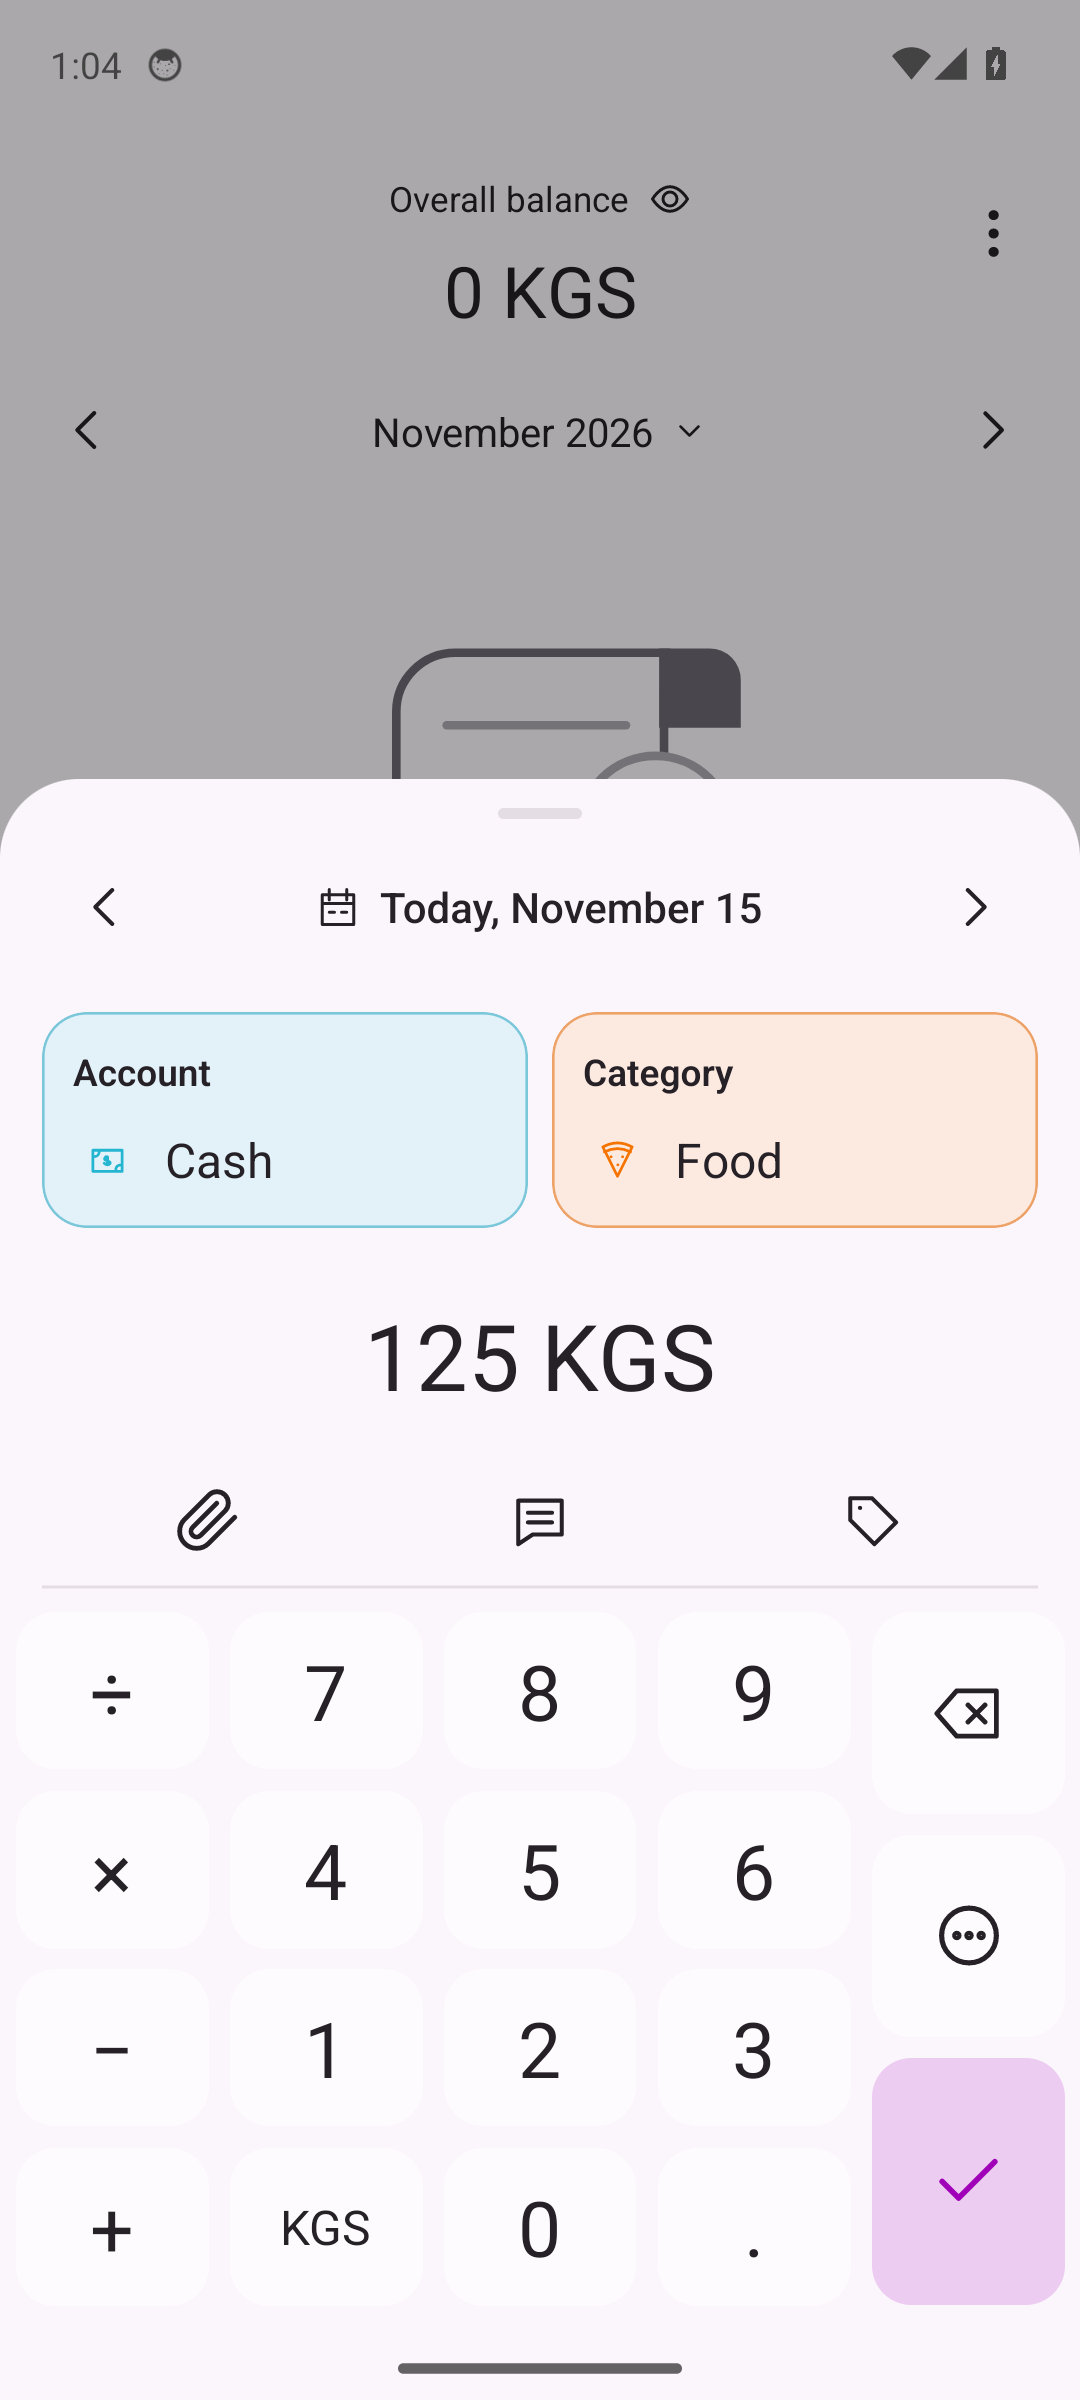 1:04
Overall balance
0 KGS
November 2026
Today, November 15
Account
Category
Cash
Food
125 KGS
÷ 7 8 9
× 4 5 6
− 1 2 3
+ KGS 0 .